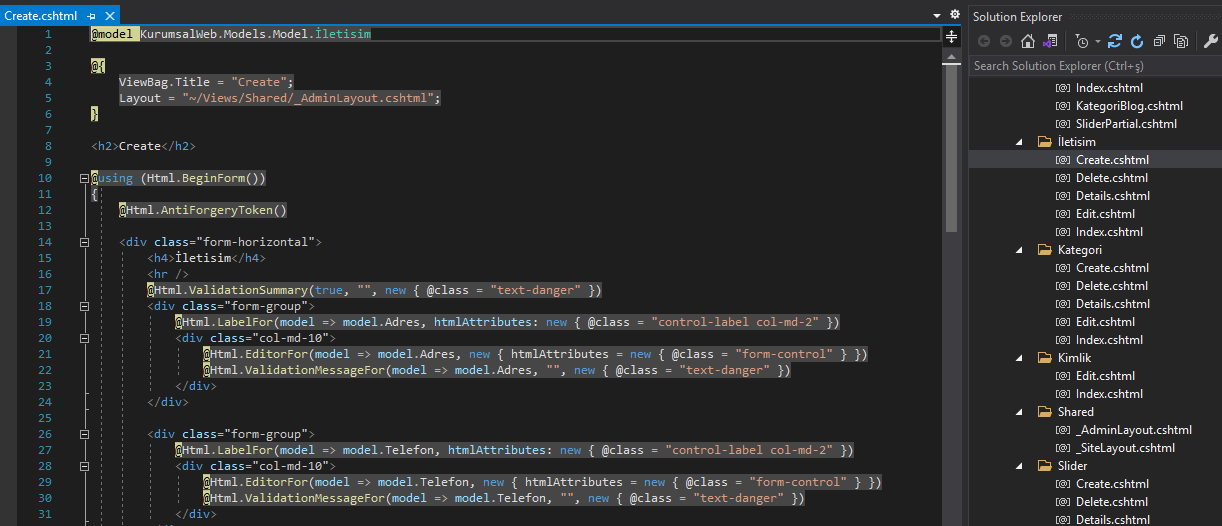 Create.cshtml
1 @model KurumsalWeb.Models.Model.İletisim
2
3 @{
4 ViewBag.Title = "Create";
5 Layout = "~/Views/Shared/_AdminLayout.cshtml";
6 }
7
8 <h2>Create</h2>
9
10 @using (Html.BeginForm())
11 {
12 @Html.AntiForgeryToken()
13
14 <div class="form-horizontal">
15 <h4>İletisim</h4>
16 <hr />
17 @Html.ValidationSummary(true, "", new { @class = "text-danger" })
18 <div class="form-group">
19 @Html.LabelFor(model => model.Adres, htmlAttributes: new { @class = "control-label col-md-2" })
20 <div class="col-md-10">
21 @Html.EditorFor(model => model.Adres, new { htmlAttributes = new { @class = "form-control" } })
22 @Html.ValidationMessageFor(model => model.Adres, "", new { @class = "text-danger" })
23 </div>
24 </div>
25
26 <div class="form-group">
27 @Html.LabelFor(model => model.Telefon, htmlAttributes: new { @class = "control-label col-md-2" })
28 <div class="col-md-10">
29 @Html.EditorFor(model => model.Telefon, new { htmlAttributes = new { @class = "form-control" } })
30 @Html.ValidationMessageFor(model => model.Telefon, "", new { @class = "text-danger" })
31 </div>
Solution Explorer
Search Solution Explorer (Ctrl+ş)
Index.cshtml
KategoriBlog.cshtml
SliderPartial.cshtml
İletisim
Create.cshtml
Delete.cshtml
Details.cshtml
Edit.cshtml
Index.cshtml
Kategori
Create.cshtml
Delete.cshtml
Details.cshtml
Edit.cshtml
Index.cshtml
Kimlik
Edit.cshtml
Index.cshtml
Shared
_AdminLayout.cshtml
_SiteLayout.cshtml
Slider
Create.cshtml
Delete.cshtml
Details.cshtml